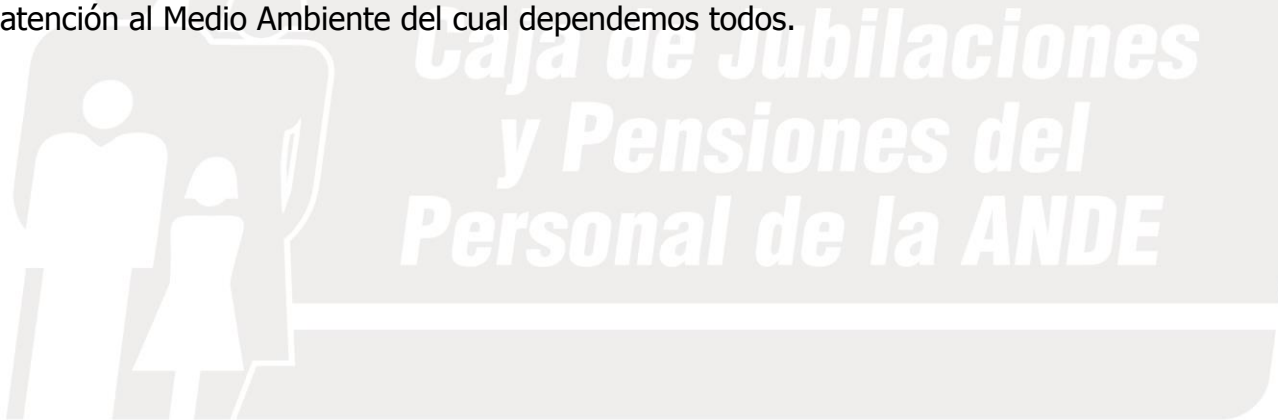 atención al Medio Ambiente del cual dependemos todos.
Caja de Jubilaciones
y Pensiones del
Personal de la ANDE